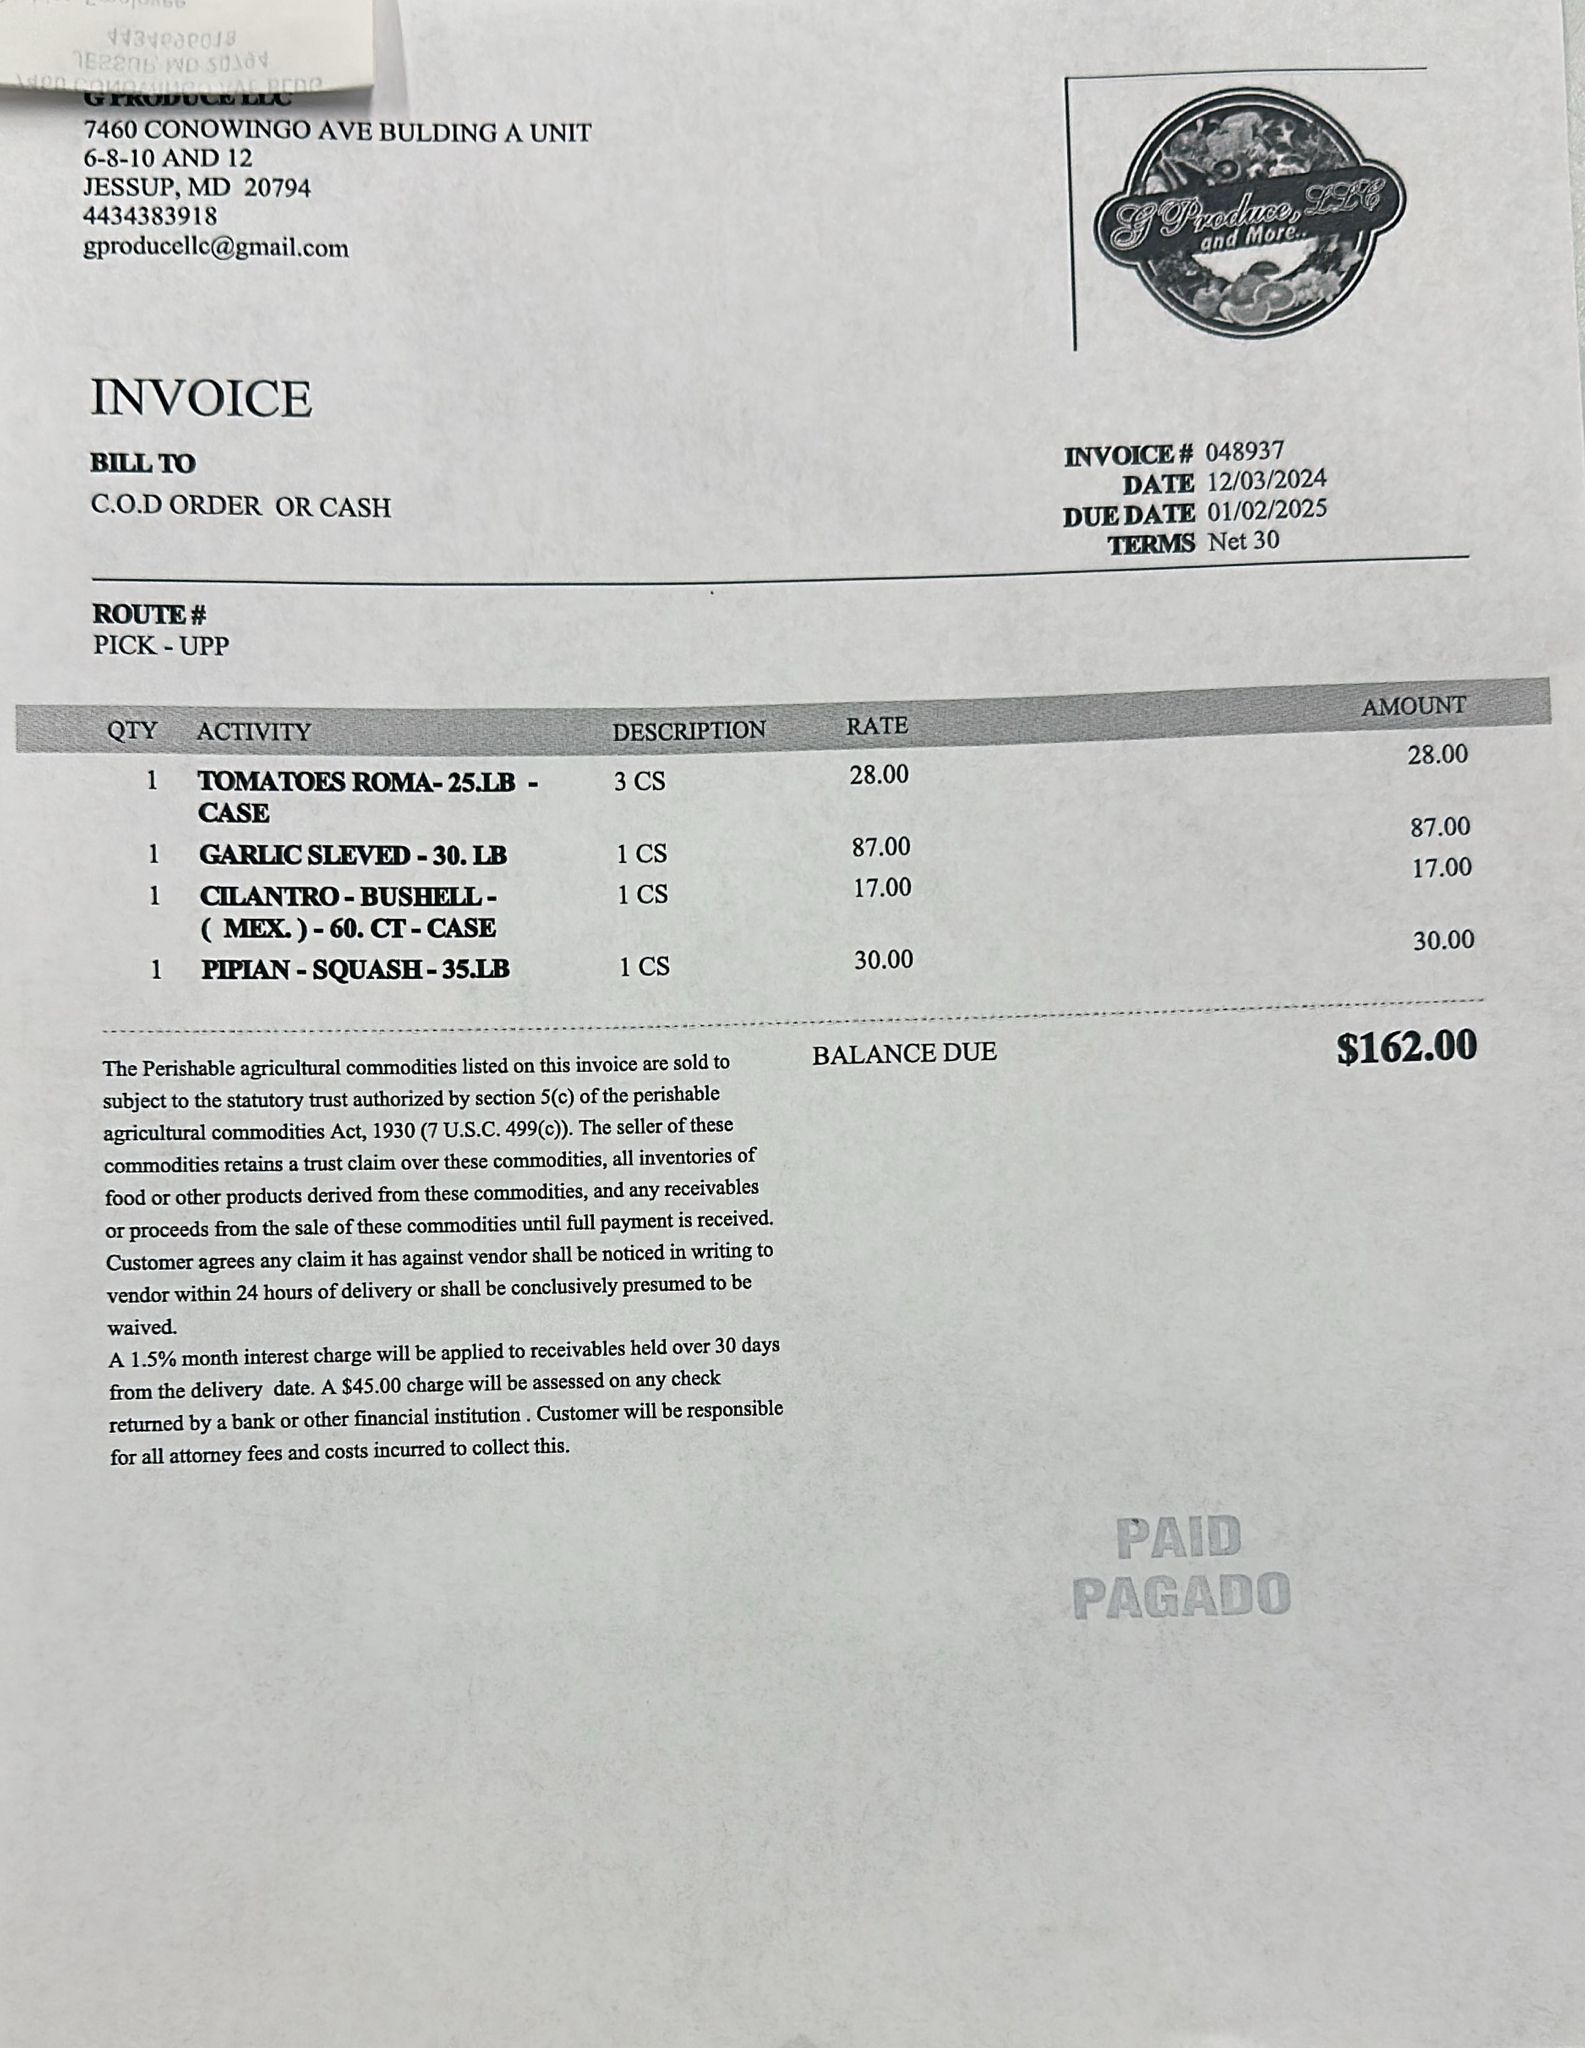 4434696018
JESSUP MD 20794
G PRODUCE LLC
7460 CONOWINGO AVE BULDING A UNIT
6-8-10 AND 12
JESSUP, MD 20794
4434383918
gproducellc@gmail.com
G Produce, LLC
and More..
INVOICE
BILL TO
C.O.D ORDER OR CASH
INVOICE # 048937
DATE 12/03/2024
DUE DATE 01/02/2025
TERMS Net 30
ROUTE #
PICK - UPP
QTY ACTIVITY DESCRIPTION RATE AMOUNT
1 TOMATOES ROMA- 25.LB - 3 CS 28.00 28.00
CASE
1 GARLIC SLEVED - 30. LB 1 CS 87.00 87.00
1 CILANTRO - BUSHELL - 1 CS 17.00 17.00
( MEX. ) - 60. CT - CASE
1 PIPIAN - SQUASH - 35.LB 1 CS 30.00 30.00
BALANCE DUE $162.00
The Perishable agricultural commodities listed on this invoice are sold to
subject to the statutory trust authorized by section 5(c) of the perishable
agricultural commodities Act, 1930 (7 U.S.C. 499(c)). The seller of these
commodities retains a trust claim over these commodities, all inventories of
food or other products derived from these commodities, and any receivables
or proceeds from the sale of these commodities until full payment is received.
Customer agrees any claim it has against vendor shall be noticed in writing to
vendor within 24 hours of delivery or shall be conclusively presumed to be
waived.
A 1.5% month interest charge will be applied to receivables held over 30 days
from the delivery date. A $45.00 charge will be assessed on any check
returned by a bank or other financial institution . Customer will be responsible
for all attorney fees and costs incurred to collect this.
PAID
PAGADO